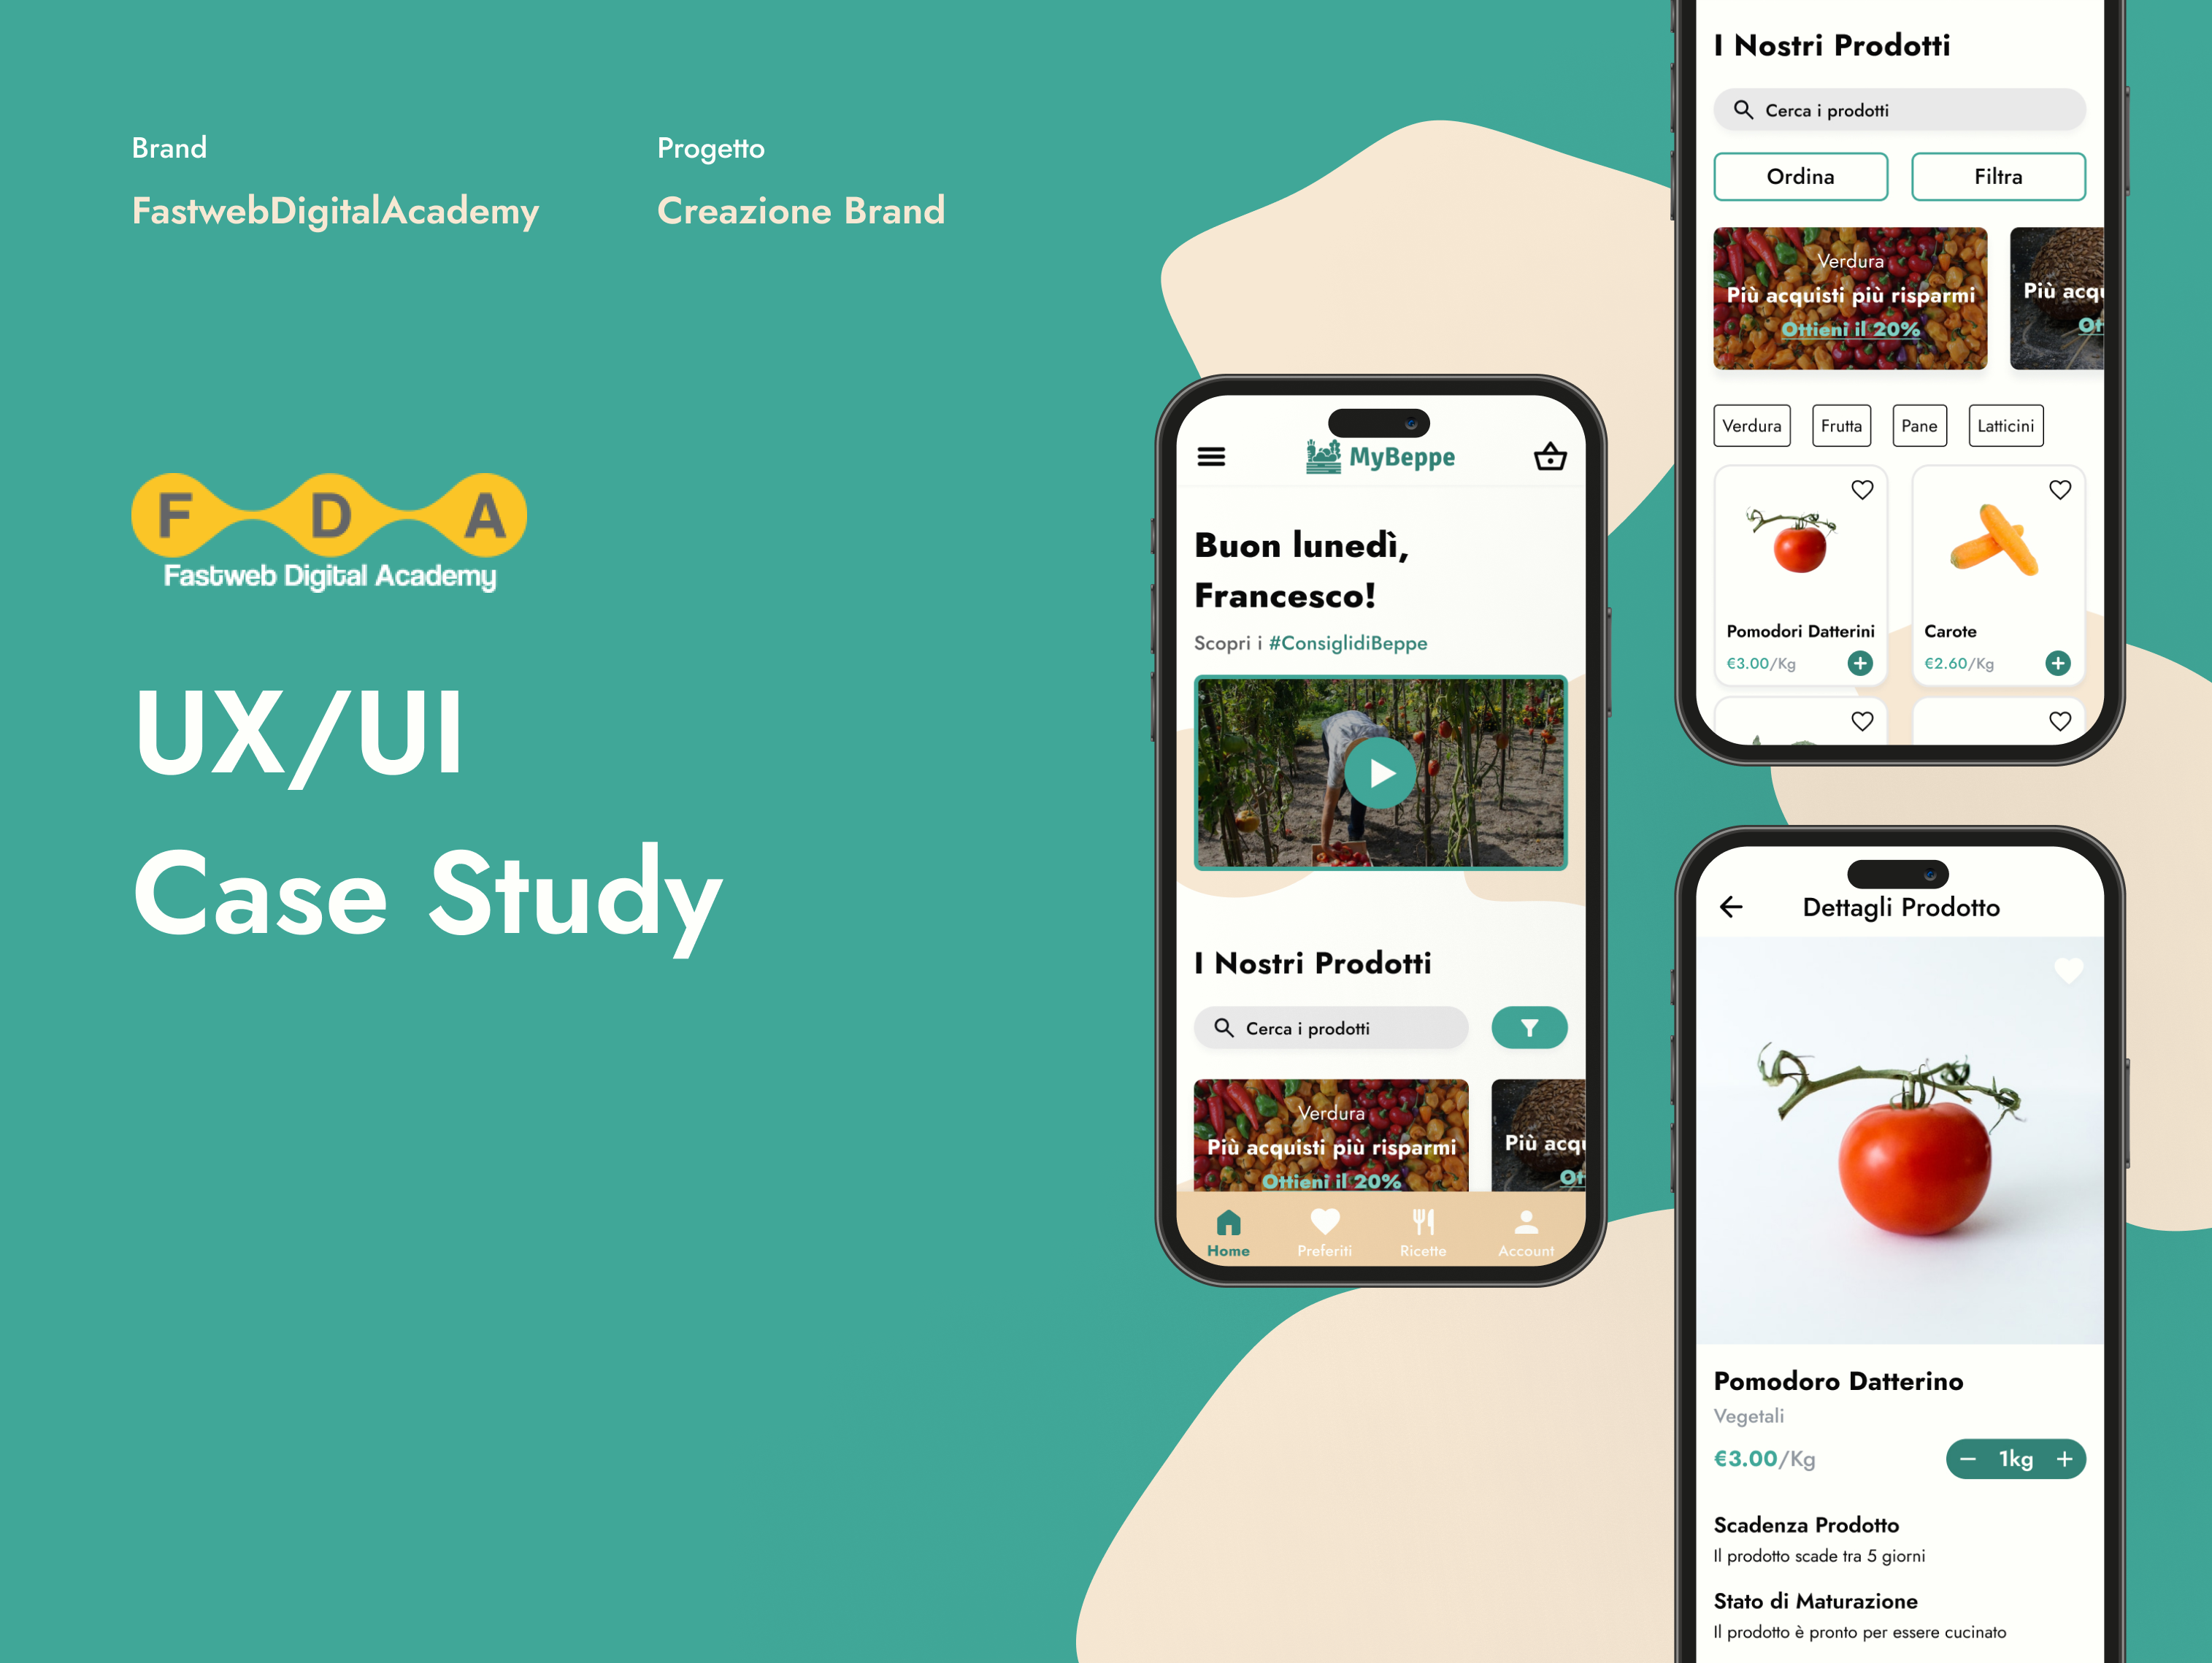 Brand
FastwebDigitalAcademy
Progetto
Creazione Brand
F D A
Fastweb Digital Academy
UX/UI
Case Study
MyBeppe
Buon lunedì,
Francesco!
Scopri i #ConsiglidiBeppe
I Nostri Prodotti
Cerca i prodotti
Verdura
Più acquisti più risparmi
Ottieni il 20%
Più acqu
Ot
Home
Preferiti
Ricette
Account
I Nostri Prodotti
Cerca i prodotti
Ordina
Filtra
Verdura
Più acquisti più risparmi
Ottieni il 20%
Più acqu
Ot
Verdura
Frutta
Pane
Latticini
Pomodori Datterini
€3.00/Kg
Carote
€2.60/Kg
Dettagli Prodotto
Pomodoro Datterino
Vegetali
€3.00/Kg
1kg
Scadenza Prodotto
Il prodotto scade tra 5 giorni
Stato di Maturazione
Il prodotto è pronto per essere cucinato